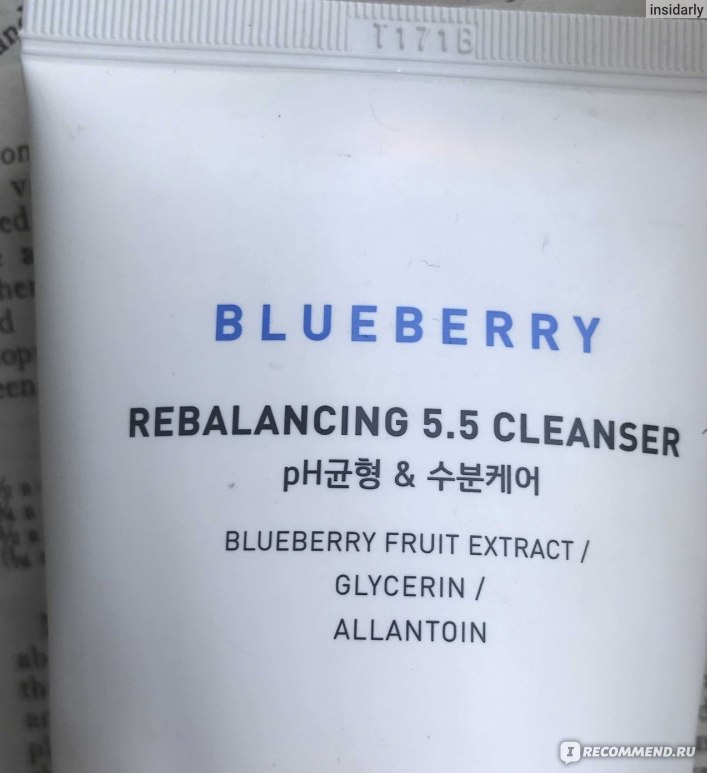 insidarly
T171B
BLUEBERRY
REBALANCING 5.5 CLEANSER
pH균형 & 수분케어
BLUEBERRY FRUIT EXTRACT /
GLYCERIN /
ALLANTOIN
IRECOMMEND.RU